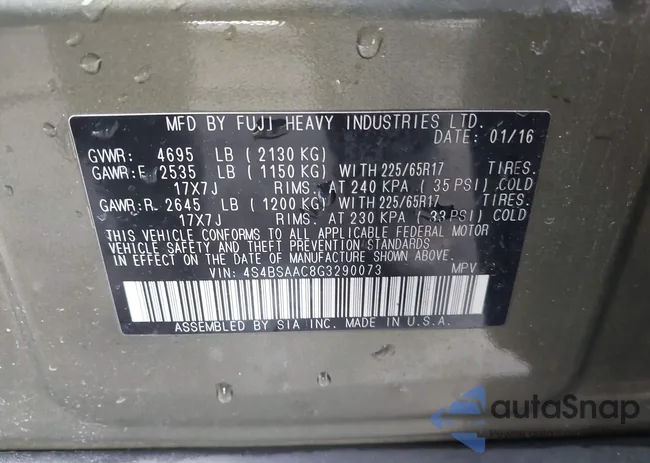 MFD BY FUJI HEAVY INDUSTRIES LTD.
DATE: 01/16
GVWR: 4695 LB ( 2130 KG)
GAWR: E 2535 LB ( 1150 KG) WITH 225/65R17 TIRES.
17X7J RIMS. AT 240 KPA ( 35 PSI) COLD
GAWR: R. 2645 LB ( 1200 KG) WITH 225/65R17 TIRES.
17X7J RIMS. AT 230 KPA ( 33 PSI) COLD
THIS VEHICLE CONFORMS TO ALL APPLICABLE FEDERAL MOTOR
VEHICLE SAFETY AND THEFT PREVENTION STANDARDS
IN EFFECT ON THE DATE OF MANUFACTURE SHOWN ABOVE.
VIN: 4S4BSAAC8G3290073 MPV
ASSEMBLED BY SIA INC. MADE IN U.S.A.
autaSnap